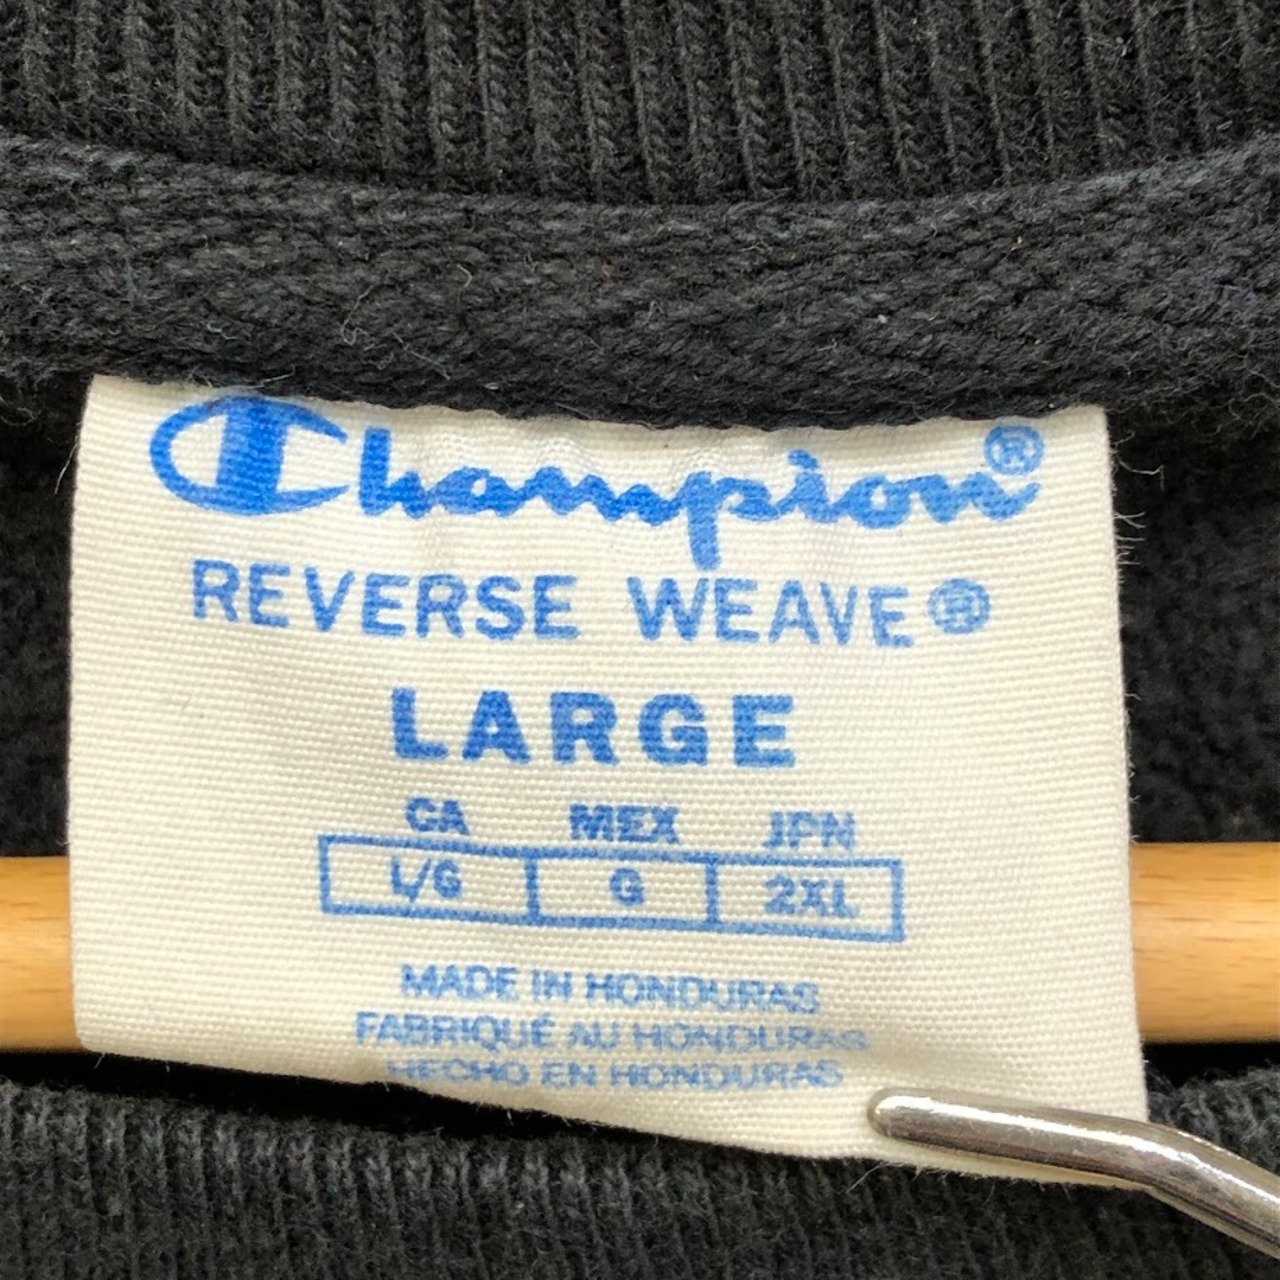 Champion®
REVERSE WEAVE®
LARGE
CA MEX JPN
L/G G 2XL
MADE IN HONDURAS
FABRIQUÉ AU HONDURAS
HECHO EN HONDURAS